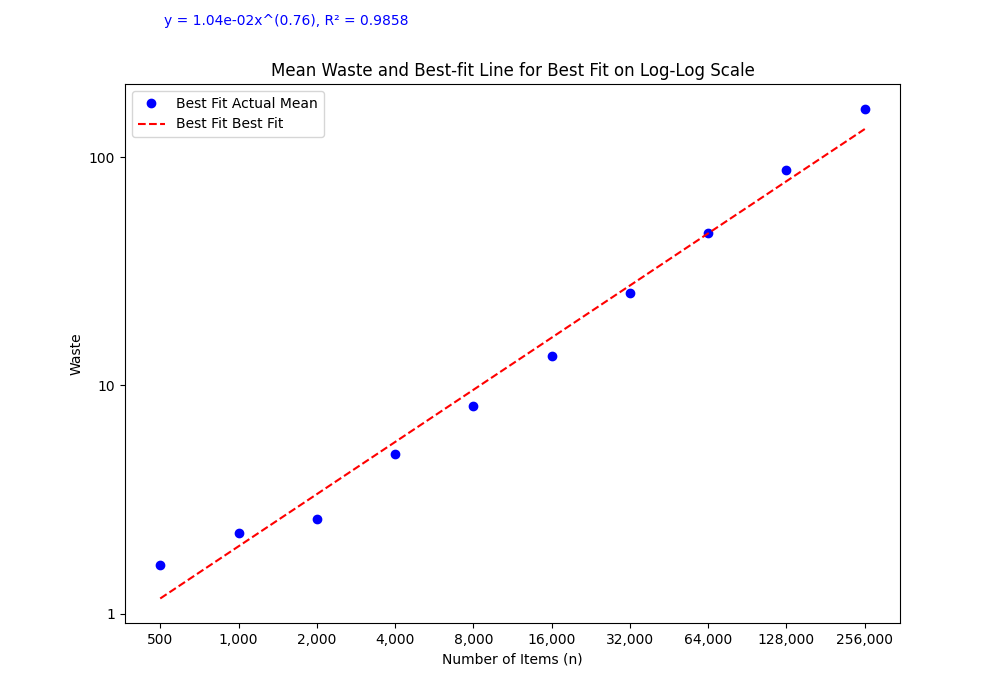 y = 1.04e-02x^(0.76), R² = 0.9858
Mean Waste and Best-fit Line for Best Fit on Log-Log Scale
Best Fit Actual Mean
Best Fit Best Fit
100
10
1
Waste
500 1,000 2,000 4,000 8,000 16,000 32,000 64,000 128,000 256,000
Number of Items (n)